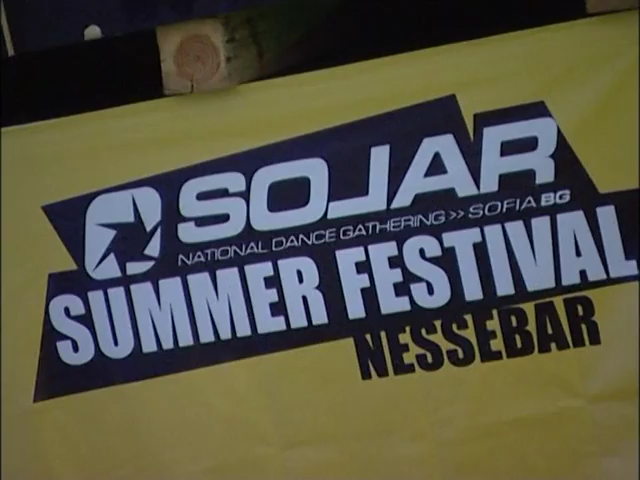 SOLAR
NATIONAL DANCE GATHERING >> SOFIA BG
SUMMER FESTIVAL
NESSEBAR